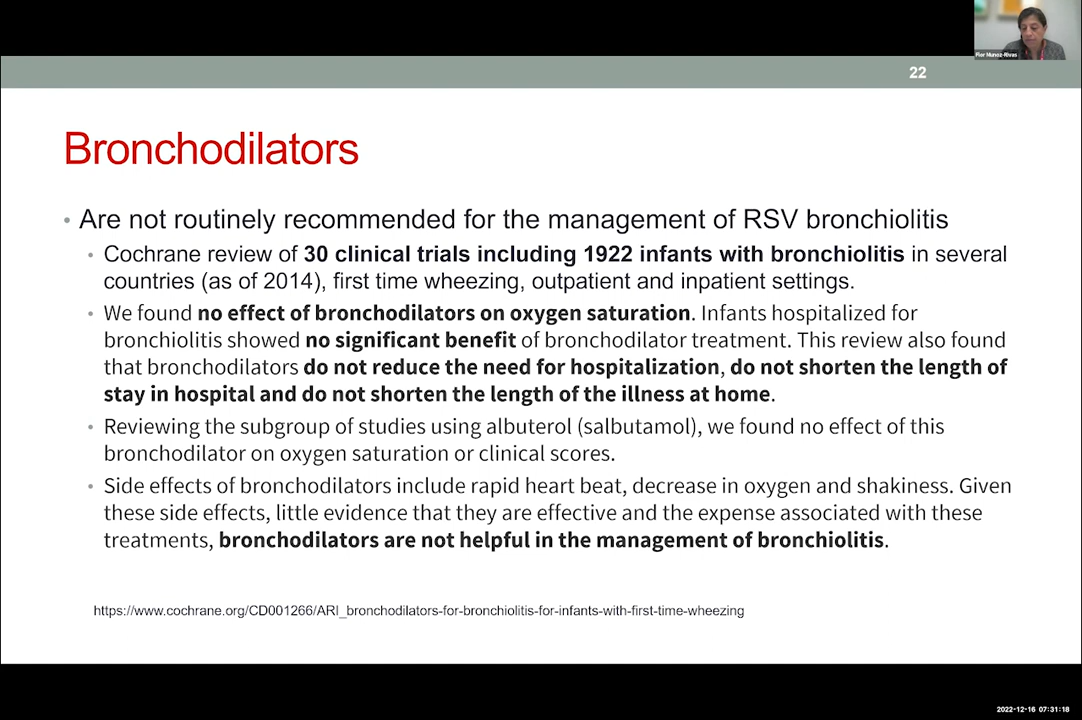 Flor Munoz-Rivas
22
Bronchodilators
• Are not routinely recommended for the management of RSV bronchiolitis
• Cochrane review of 30 clinical trials including 1922 infants with bronchiolitis in several
countries (as of 2014), first time wheezing, outpatient and inpatient settings.
• We found no effect of bronchodilators on oxygen saturation. Infants hospitalized for
bronchiolitis showed no significant benefit of bronchodilator treatment. This review also found
that bronchodilators do not reduce the need for hospitalization, do not shorten the length of
stay in hospital and do not shorten the length of the illness at home.
• Reviewing the subgroup of studies using albuterol (salbutamol), we found no effect of this
bronchodilator on oxygen saturation or clinical scores.
• Side effects of bronchodilators include rapid heart beat, decrease in oxygen and shakiness. Given
these side effects, little evidence that they are effective and the expense associated with these
treatments, bronchodilators are not helpful in the management of bronchiolitis.
https://www.cochrane.org/CD001266/ARI_bronchodilators-for-bronchiolitis-for-infants-with-first-time-wheezing
2022-12-16 07:31:18